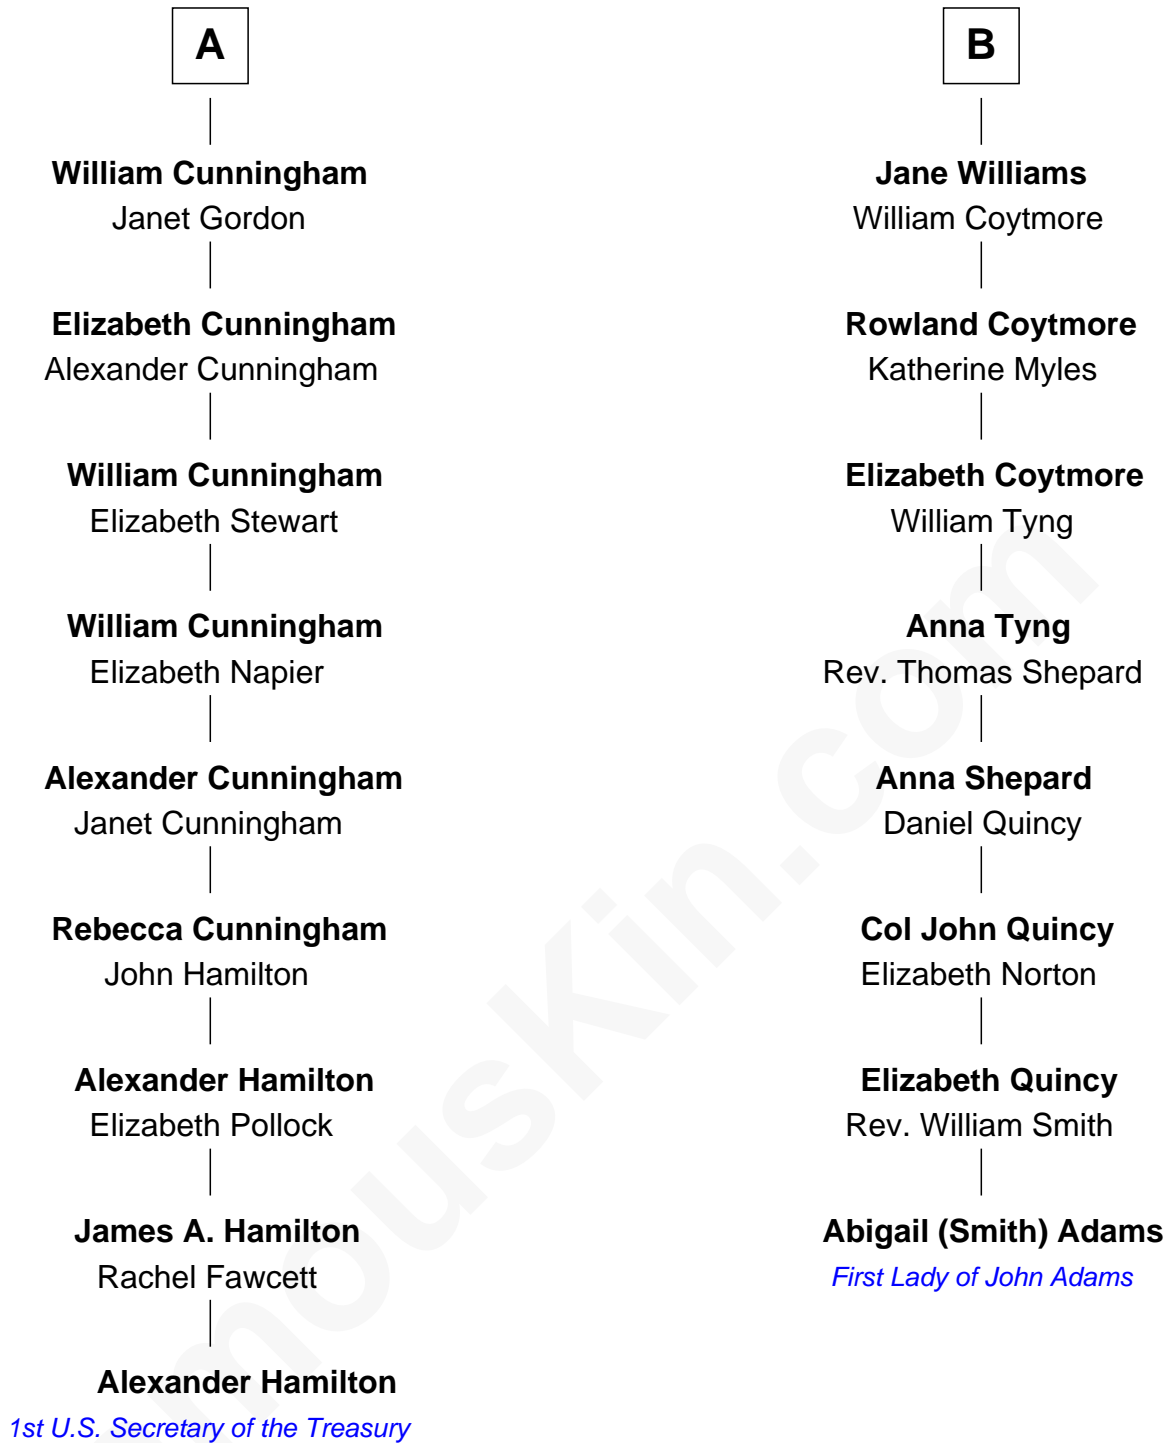 A
William Cunningham
Janet Gordon
Elizabeth Cunningham
Alexander Cunningham
William Cunningham
Elizabeth Stewart
William Cunningham
Elizabeth Napier
Alexander Cunningham
Janet Cunningham
Rebecca Cunningham
John Hamilton
Alexander Hamilton
Elizabeth Pollock
James A. Hamilton
Rachel Fawcett
Alexander Hamilton
1st U.S. Secretary of the Treasury
B
Jane Williams
William Coytmore
Rowland Coytmore
Katherine Myles
Elizabeth Coytmore
William Tyng
Anna Tyng
Rev. Thomas Shepard
Anna Shepard
Daniel Quincy
Col John Quincy
Elizabeth Norton
Elizabeth Quincy
Rev. William Smith
Abigail (Smith) Adams
First Lady of John Adams
mousKin.com